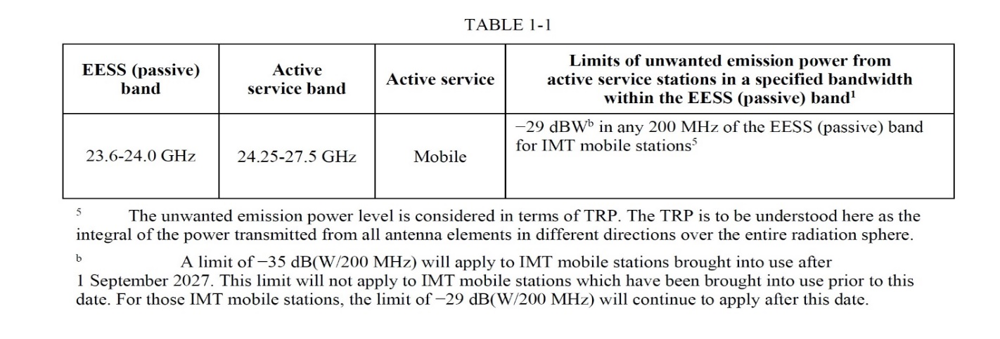 TABLE 1-1
EESS (passive)
band
Active
service band
Active service
Limits of unwanted emission power from
active service stations in a specified bandwidth
within the EESS (passive) band¹
23.6-24.0 GHz
24.25-27.5 GHz
Mobile
−29 dBWᵇ in any 200 MHz of the EESS (passive) band
for IMT mobile stations⁵
⁵ The unwanted emission power level is considered in terms of TRP. The TRP is to be understood here as the
integral of the power transmitted from all antenna elements in different directions over the entire radiation sphere.
ᵇ A limit of −35 dB(W/200 MHz) will apply to IMT mobile stations brought into use after
1 September 2027. This limit will not apply to IMT mobile stations which have been brought into use prior to this
date. For those IMT mobile stations, the limit of −29 dB(W/200 MHz) will continue to apply after this date.